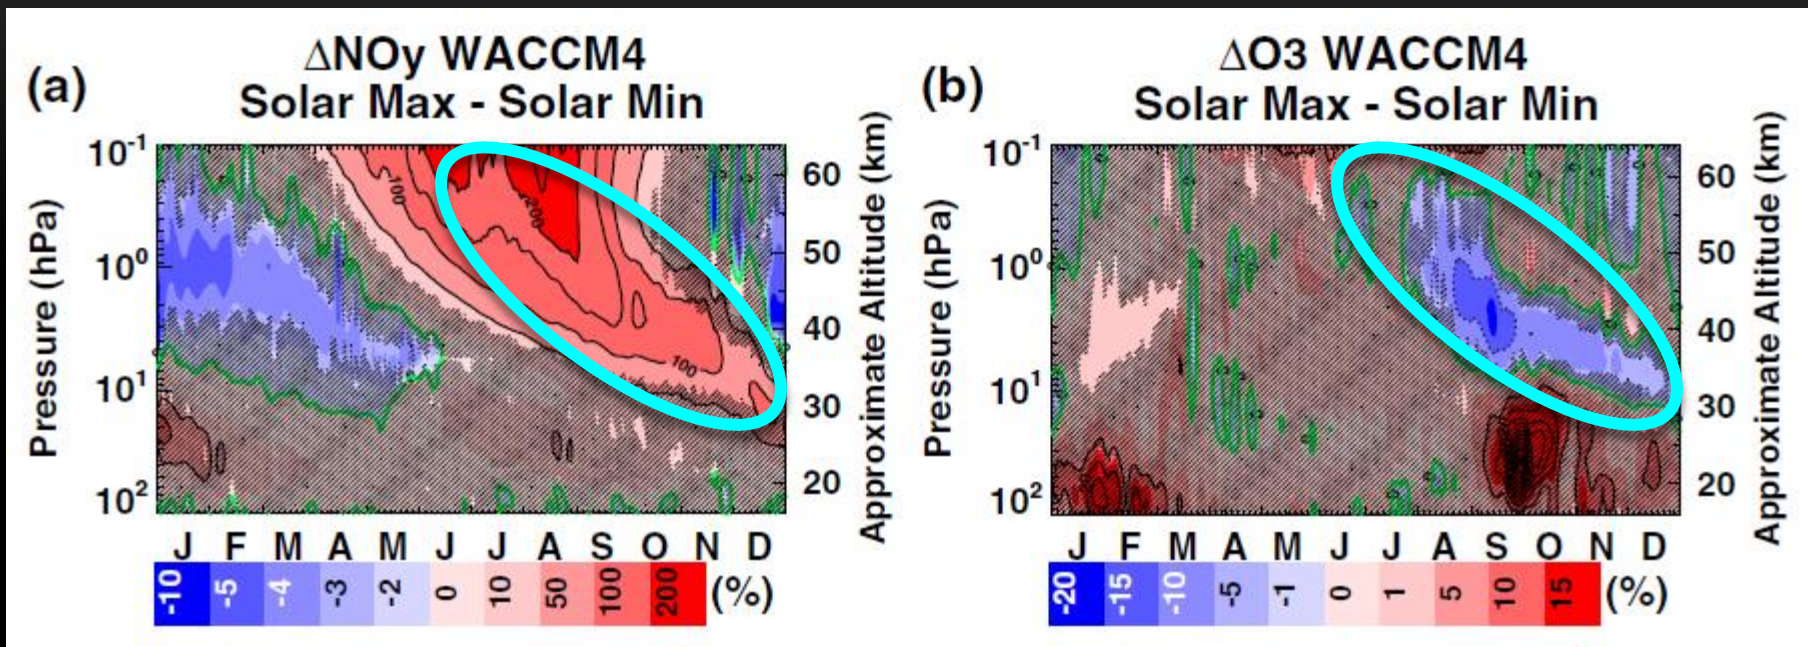 (a)
ΔNOy WACCM4
Solar Max - Solar Min
Pressure (hPa)
10-1
100
101
102
100
200
100
60
50
40
30
20
Approximate Altitude (km)
J F M A M J J A S O N D
-10 -5 -4 -3 -2 0 10 50 100 200 (%)
(b)
ΔO3 WACCM4
Solar Max - Solar Min
Pressure (hPa)
10-1
100
101
102
60
50
40
30
20
Approximate Altitude (km)
J F M A M J J A S O N D
-20 -15 -10 -5 -1 0 1 5 10 15 (%)